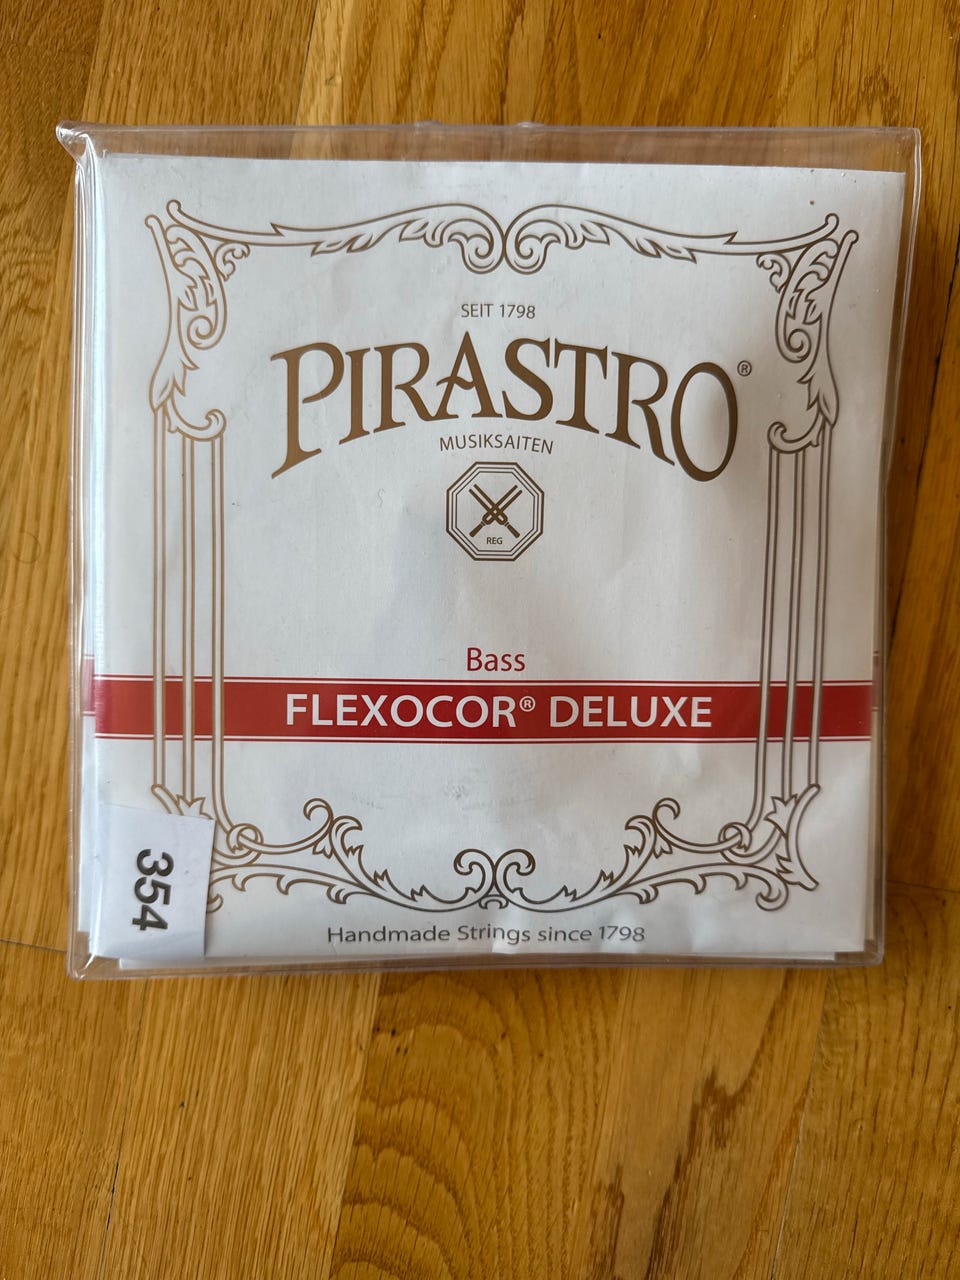 SEIT 1798
PIRASTRO®
MUSIKSAITEN
REG
Bass
FLEXOCOR® DELUXE
354
Handmade Strings since 1798